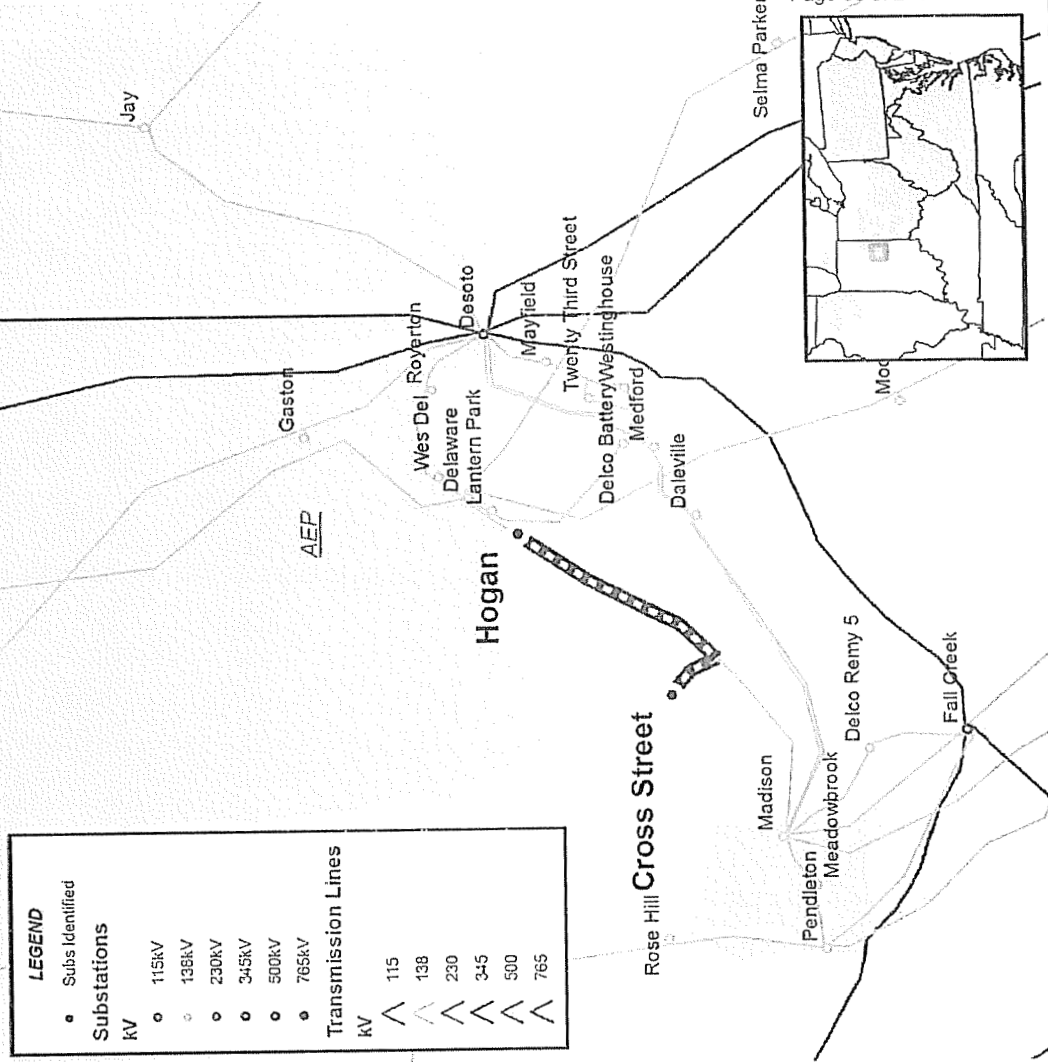 LEGEND
Subs Identified
Substations
kV
115kV
138kV
230kV
345kV
500kV
765kV
Transmission Lines
kV
115
138
230
345
500
765
Jay
Selma Parker
Desoto
Royerton
Mayfield
Twenty Third Street
Gaston
Wes Del
Delaware
Lantern Park
Delco Battery
Westinghouse
Medford
Daleville
AEP
Hogan
Cross Street
Delco Remy 5
Fall Creek
Madison
Meadowbrook
Pendleton
Rose Hill